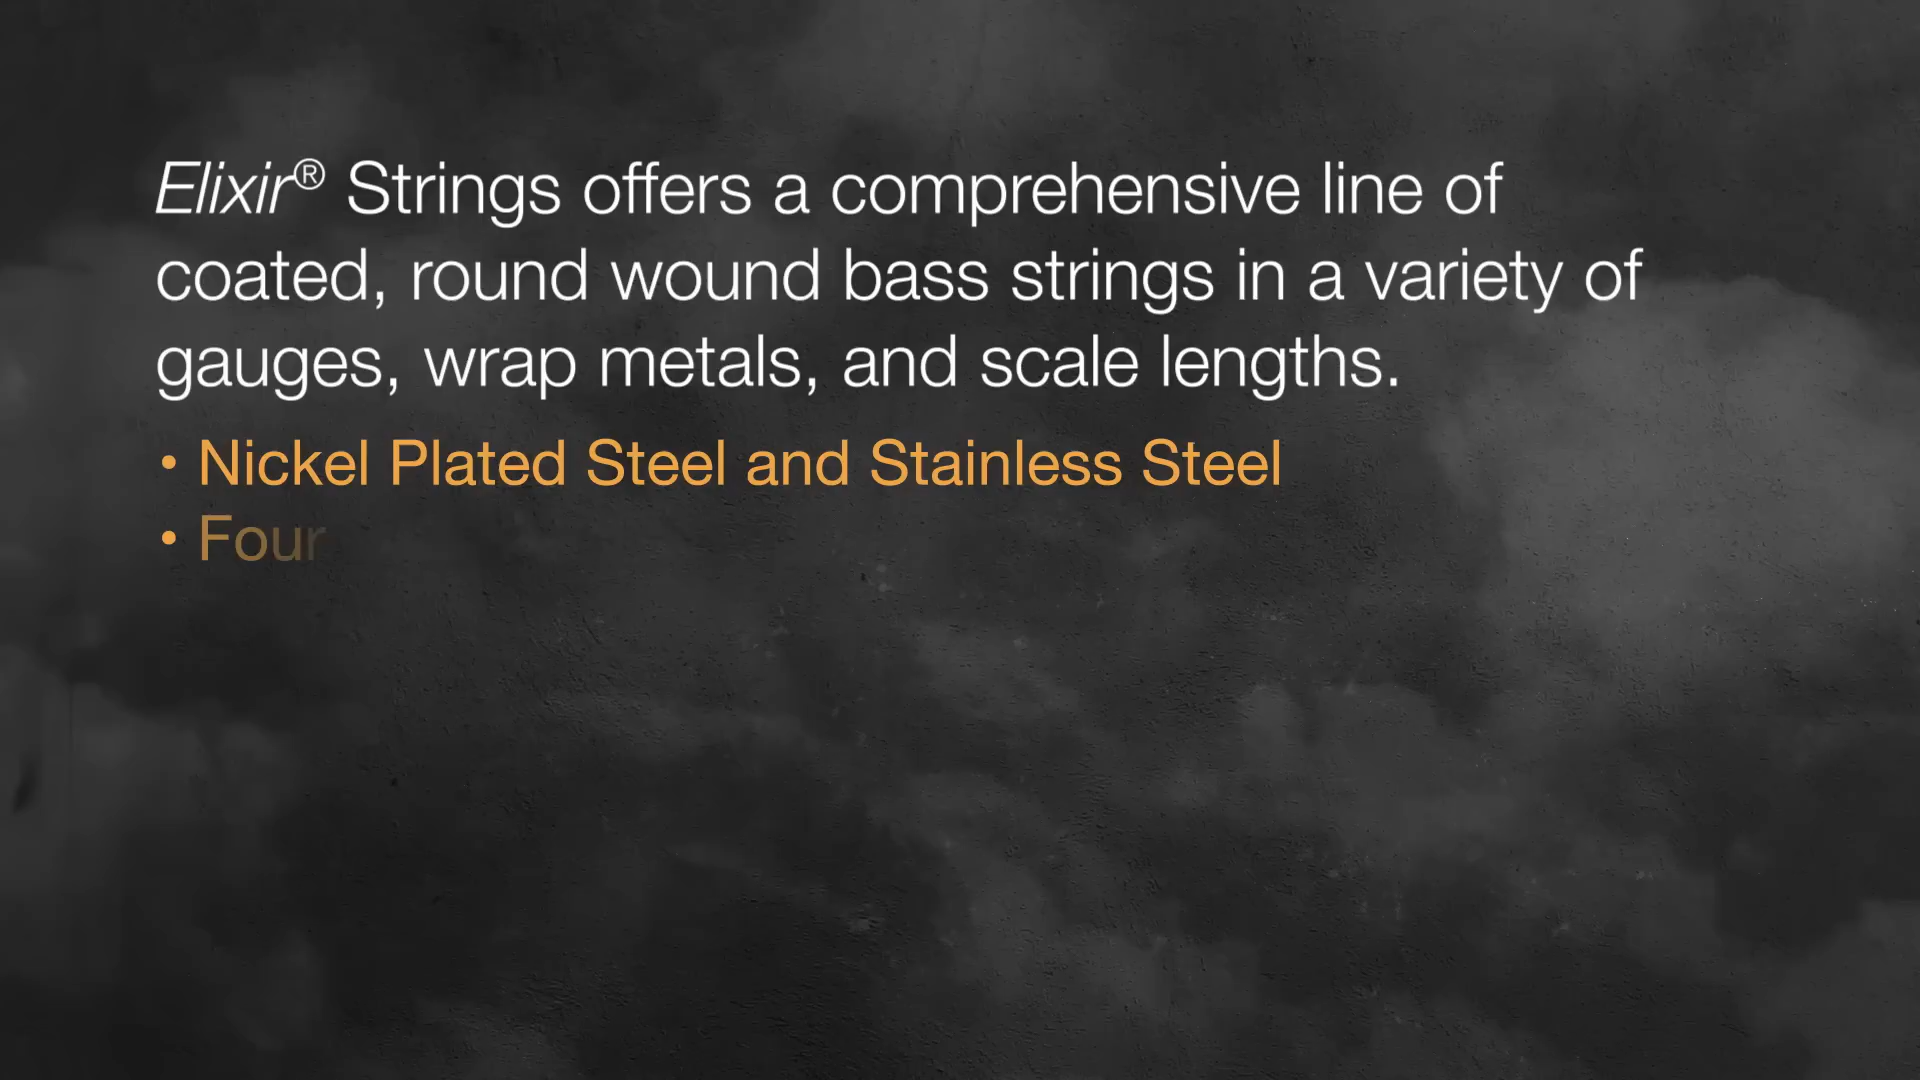 Elixir® Strings offers a comprehensive line of
coated, round wound bass strings in a variety of
gauges, wrap metals, and scale lengths.
• Nickel Plated Steel and Stainless Steel
• Four